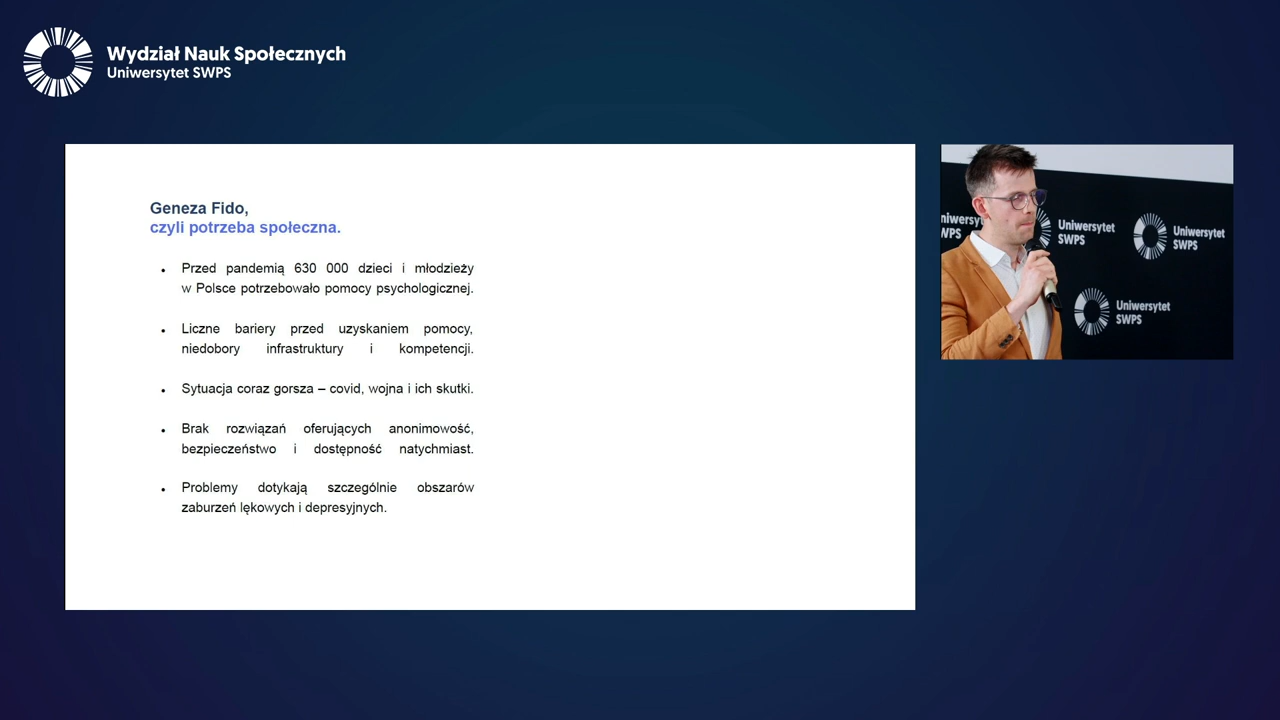 Wydział Nauk Społecznych
Uniwersytet SWPS
Geneza Fido,
czyli potrzeba społeczna.
• Przed pandemią 630 000 dzieci i młodzieży
w Polsce potrzebowało pomocy psychologicznej.
• Liczne bariery przed uzyskaniem pomocy,
niedobory infrastruktury i kompetencji.
• Sytuacja coraz gorsza – covid, wojna i ich skutki.
• Brak rozwiązań oferujących anonimowość,
bezpieczeństwo i dostępność natychmiast.
• Problemy dotykają szczególnie obszarów
zaburzeń lękowych i depresyjnych.
niwersy
WPS
Uniwersytet
SWPS
Uniwersytet
SWPS
Uniwersytet
SWPS